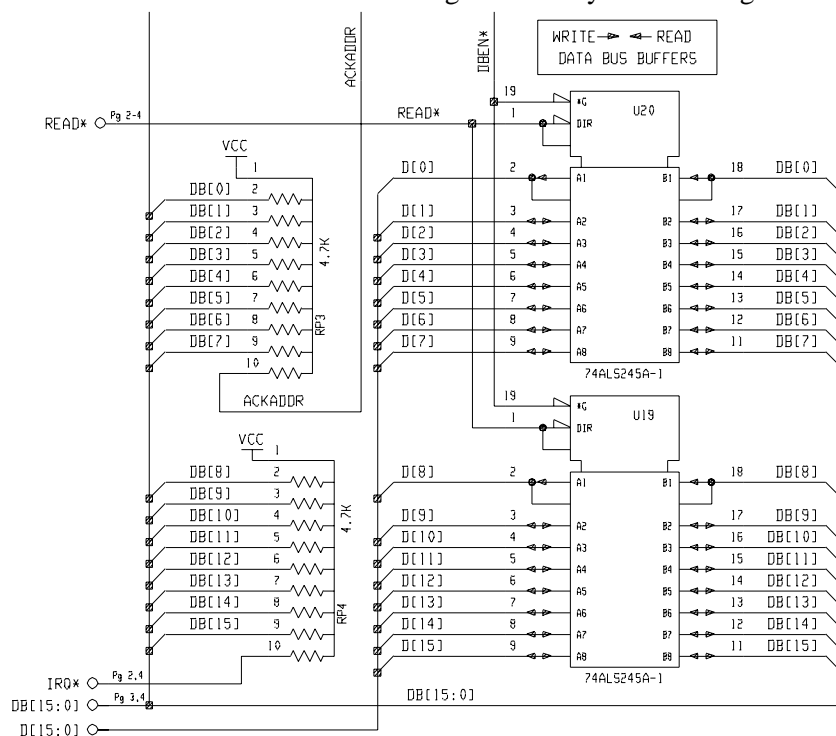 WRITE READ
DATA BUS BUFFERS
ACKADDR
DBEN*
READ* Pg 2-4
READ*
VCC
1
DB[0] 2
DB[1] 3
DB[2] 4
DB[3] 5
DB[4] 6
DB[5] 7
DB[6] 8
DB[7] 9
10
4.7K
RP3
ACKADDR
19 *G U20
1 DIR
D[0] 2 A1 B1 18 DB[0]
D[1] 3 A2 B2 17 DB[1]
D[2] 4 A3 B3 16 DB[2]
D[3] 5 A4 B4 15 DB[3]
D[4] 6 A5 B5 14 DB[4]
D[5] 7 A6 B6 13 DB[5]
D[6] 8 A7 B7 12 DB[6]
D[7] 9 A8 B8 11 DB[7]
74ALS245A-1
VCC
1
DB[8] 2
DB[9] 3
DB[10] 4
DB[11] 5
DB[12] 6
DB[13] 7
DB[14] 8
DB[15] 9
10
4.7K
RP4
19 *G U19
1 DIR
D[8] 2 A1 B1 18 DB[8]
D[9] 3 A2 B2 17 DB[9]
D[10] 4 A3 B3 16 DB[10]
D[11] 5 A4 B4 15 DB[11]
D[12] 6 A5 B5 14 DB[12]
D[13] 7 A6 B6 13 DB[13]
D[14] 8 A7 B7 12 DB[14]
D[15] 9 A8 B8 11 DB[15]
74ALS245A-1
IRQ* Pg 2,4
DB[15:0] Pg 3,4
DB[15:0]
D[15:0]